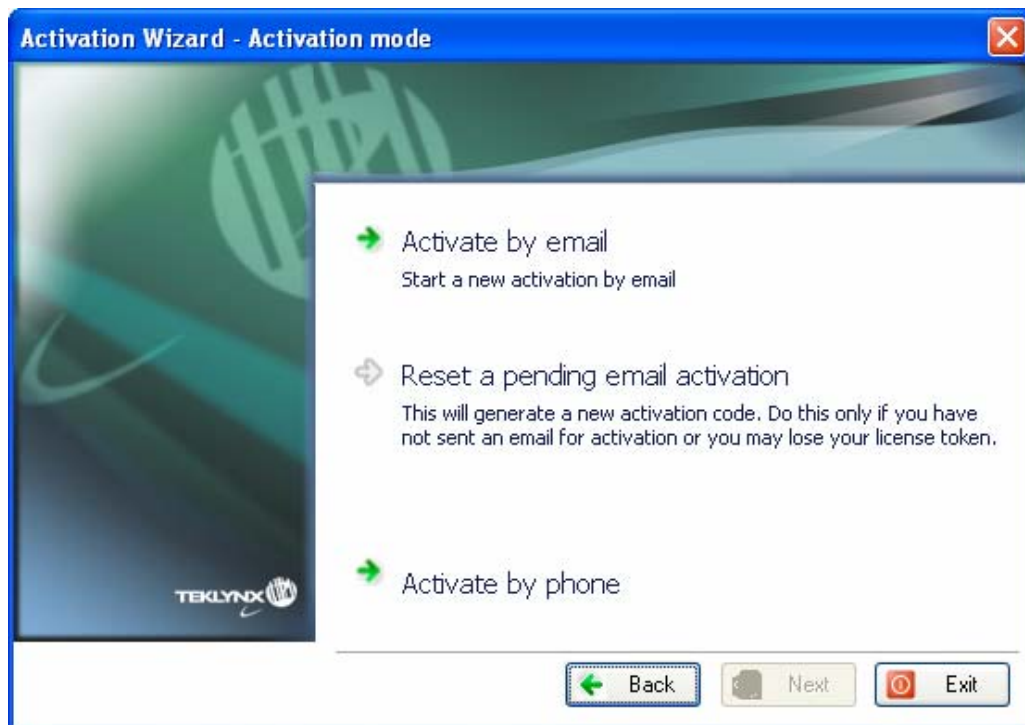 Activation Wizard - Activation mode
Activate by email
Start a new activation by email
Reset a pending email activation
This will generate a new activation code. Do this only if you have
not sent an email for activation or you may lose your license token.
Activate by phone
TEKLYNX
Back
Next
Exit